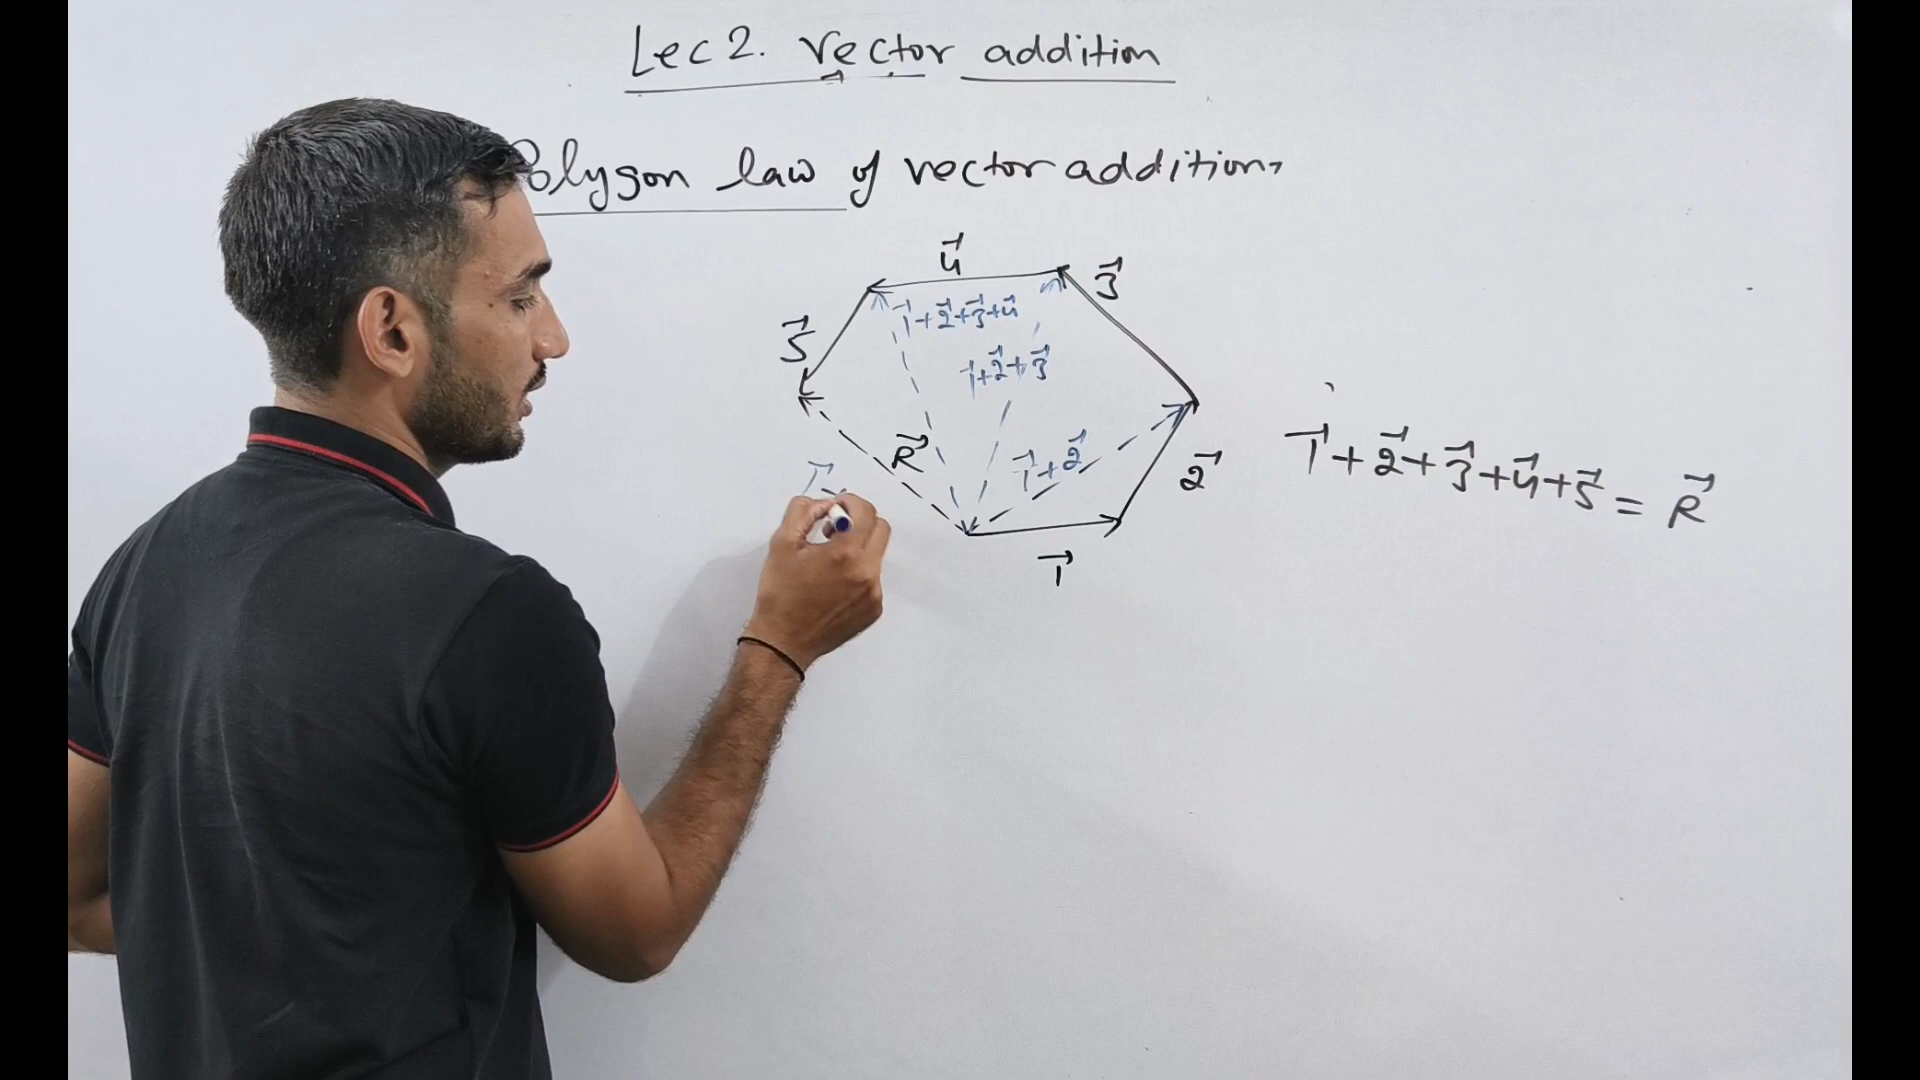 Lec 2. Vector addition
Polygon law of vector addition,
4⃗
3⃗
1⃗+2⃗+3⃗+4⃗
5⃗
1⃗+2⃗+3⃗
R⃗
1⃗+2⃗
2⃗
1⃗+2⃗+3⃗+4⃗+5⃗ = R⃗
1⃗